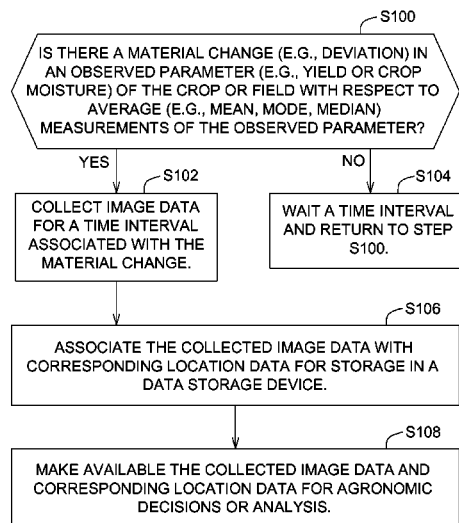 S100
IS THERE A MATERIAL CHANGE (E.G., DEVIATION) IN
AN OBSERVED PARAMETER (E.G., YIELD OR CROP
MOISTURE) OF THE CROP OR FIELD WITH RESPECT TO
AVERAGE (E.G., MEAN, MODE, MEDIAN)
MEASUREMENTS OF THE OBSERVED PARAMETER?
YES
NO
S102
COLLECT IMAGE DATA
FOR A TIME INTERVAL
ASSOCIATED WITH THE
MATERIAL CHANGE.
S104
WAIT A TIME INTERVAL
AND RETURN TO STEP
S100.
S106
ASSOCIATE THE COLLECTED IMAGE DATA WITH
CORRESPONDING LOCATION DATA FOR STORAGE IN A
DATA STORAGE DEVICE.
S108
MAKE AVAILABLE THE COLLECTED IMAGE DATA AND
CORRESPONDING LOCATION DATA FOR AGRONOMIC
DECISIONS OR ANALYSIS.